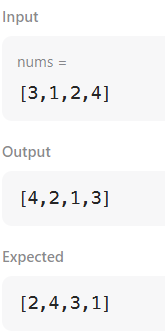 Input
nums =
[3,1,2,4]
Output
[4,2,1,3]
Expected
[2,4,3,1]